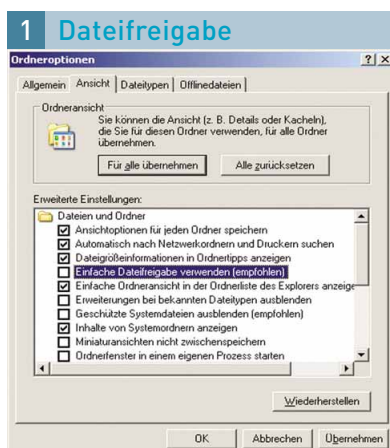 1 Dateifreigabe
Ordneroptionen
Allgemein Ansicht Dateitypen Offlinedateien
Ordneransicht
Sie können die Ansicht (z. B. Details oder Kacheln),
die Sie für diesen Ordner verwenden, für alle Ordner
übernehmen.
Für alle übernehmen Alle zurücksetzen
Erweiterte Einstellungen:
Dateien und Ordner
Ansichtoptionen für jeden Ordner speichern
Automatisch nach Netzwerkordnern und Druckern suchen
Dateigrößeinformationen in Ordnertipps anzeigen
Einfache Dateifreigabe verwenden (empfohlen)
Einfache Ordneransicht in der Ordnerliste des Explorers anzeige
Erweiterungen bei bekannten Dateitypen ausblenden
Geschützte Systemdateien ausblenden (empfohlen)
Inhalte von Systemordnern anzeigen
Miniaturansichten nicht zwischenspeichern
Ordnerfenster in einem eigenen Prozess starten
Wiederherstellen
OK Abbrechen Übernehmen